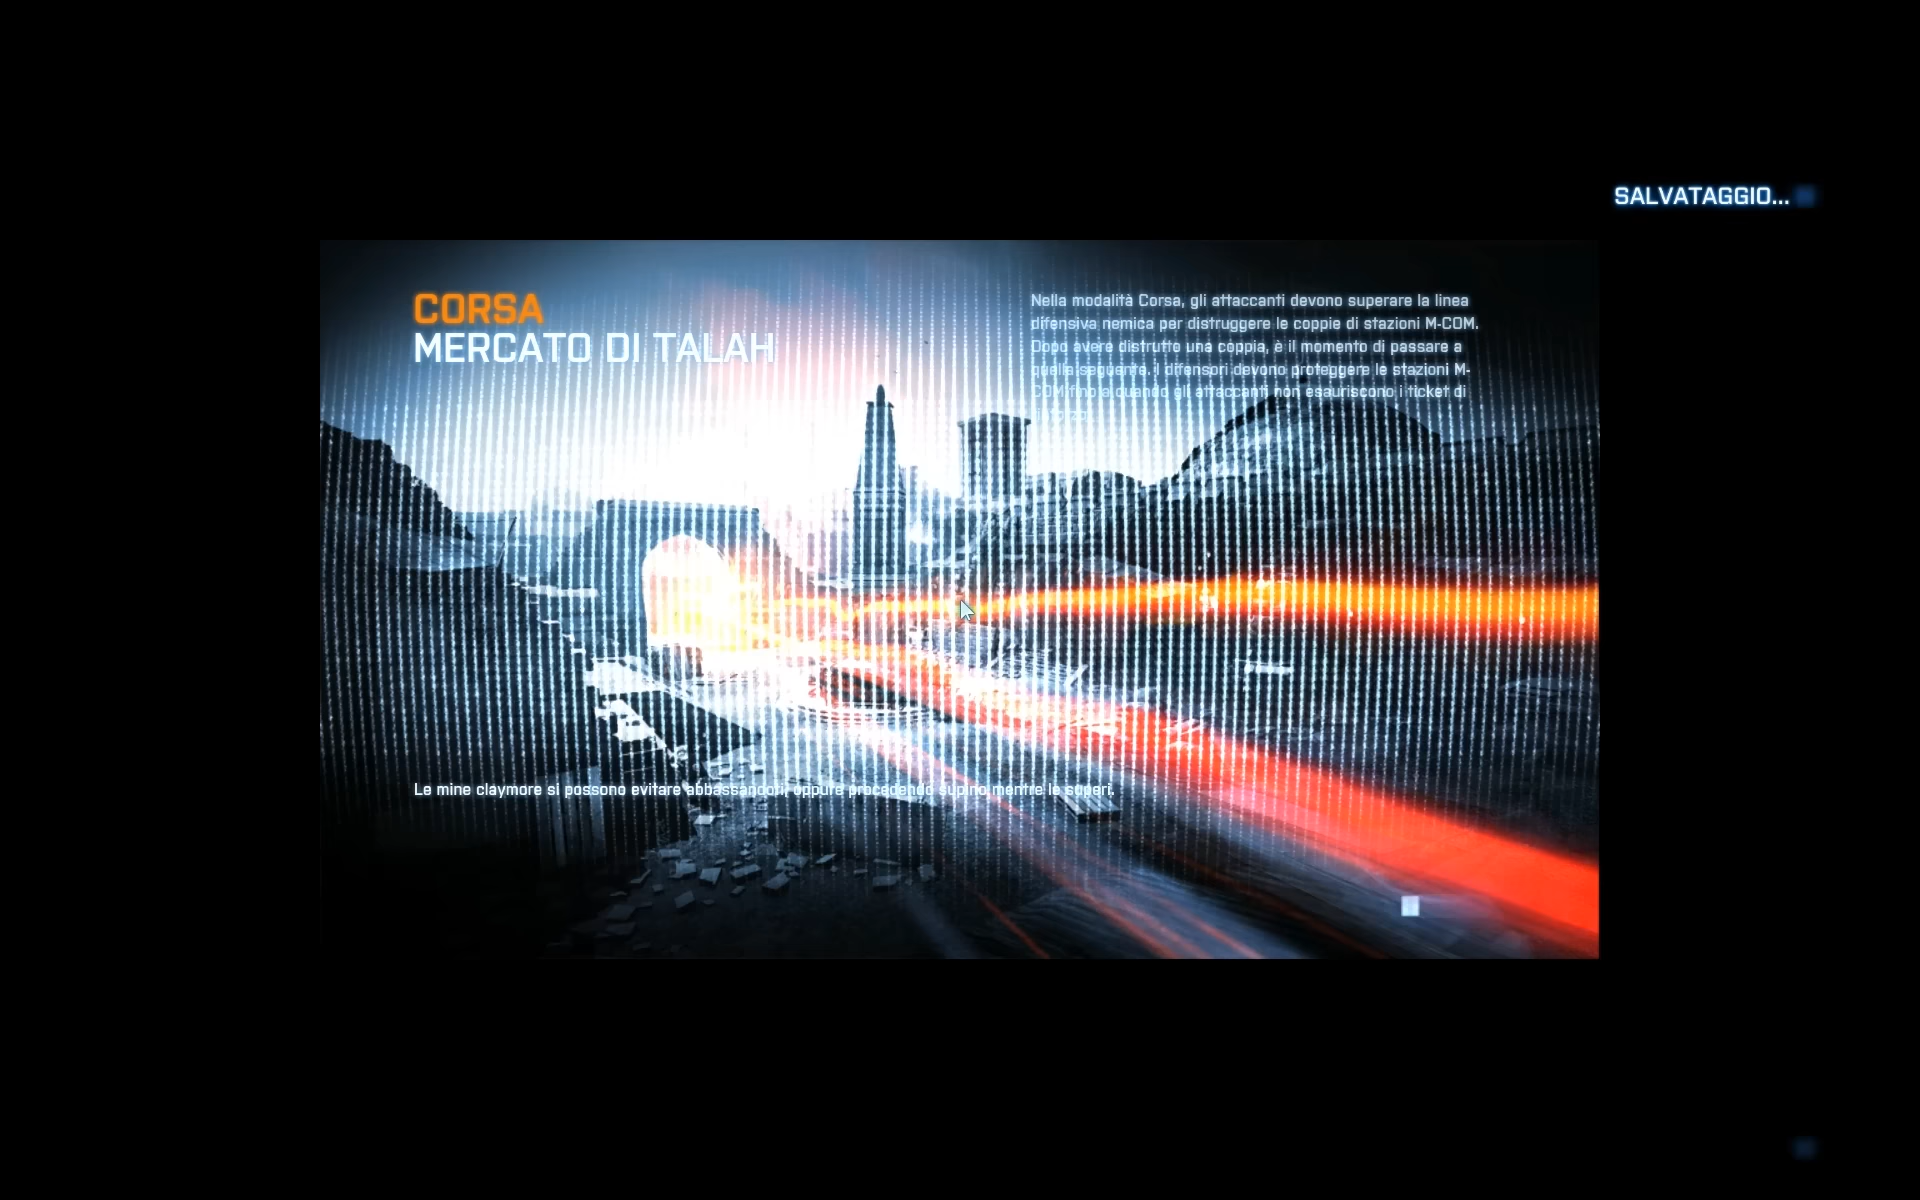 SALVATAGGIO...
CORSA
MERCATO DI TALAH
Nella modalità Corsa, gli attaccanti devono superare la linea
difensiva nemica per distruggere le coppie di stazioni M-COM.
Dopo avere distrutto una coppia, è il momento di passare a
quella seguente. I difensori devono proteggere le stazioni M-
COM fino a quando gli attaccanti non esauriscono i ticket di
Le mine claymore si possono evitare abbassandoti, oppure procedendo supino mentre le superi.